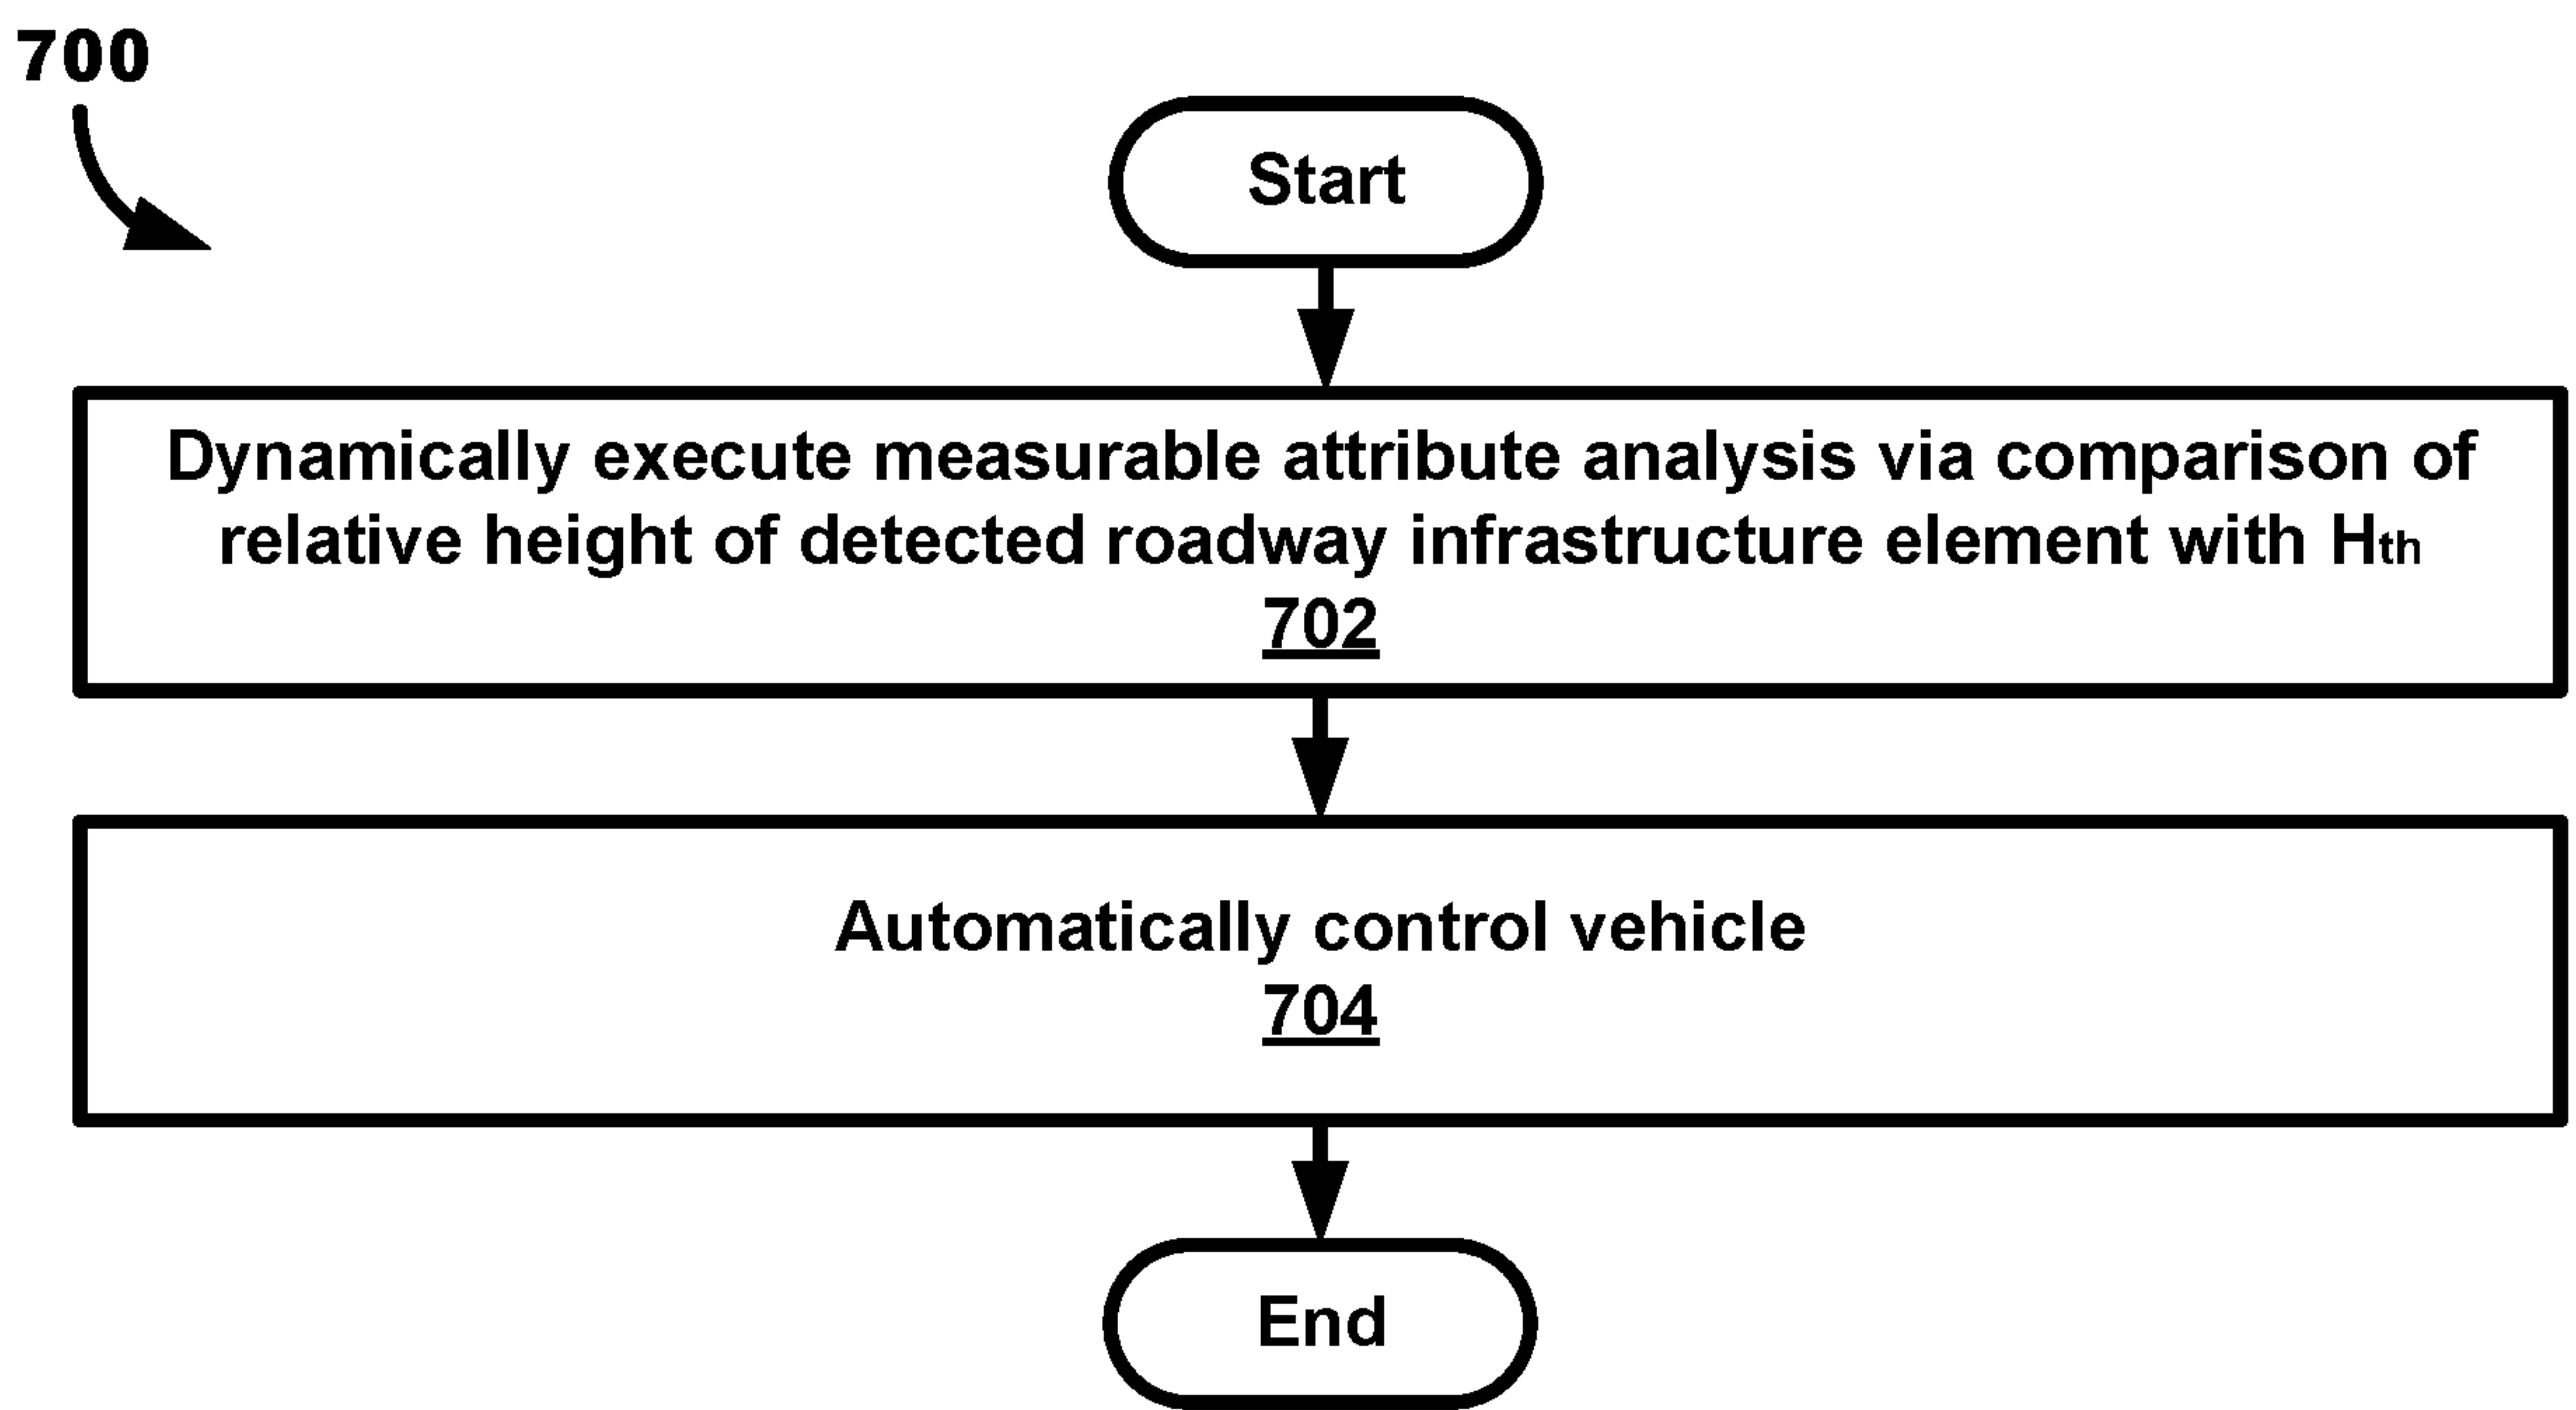 700
Start
Dynamically execute measurable attribute analysis via comparison of
relative height of detected roadway infrastructure element with Hth
702
Automatically control vehicle
704
End